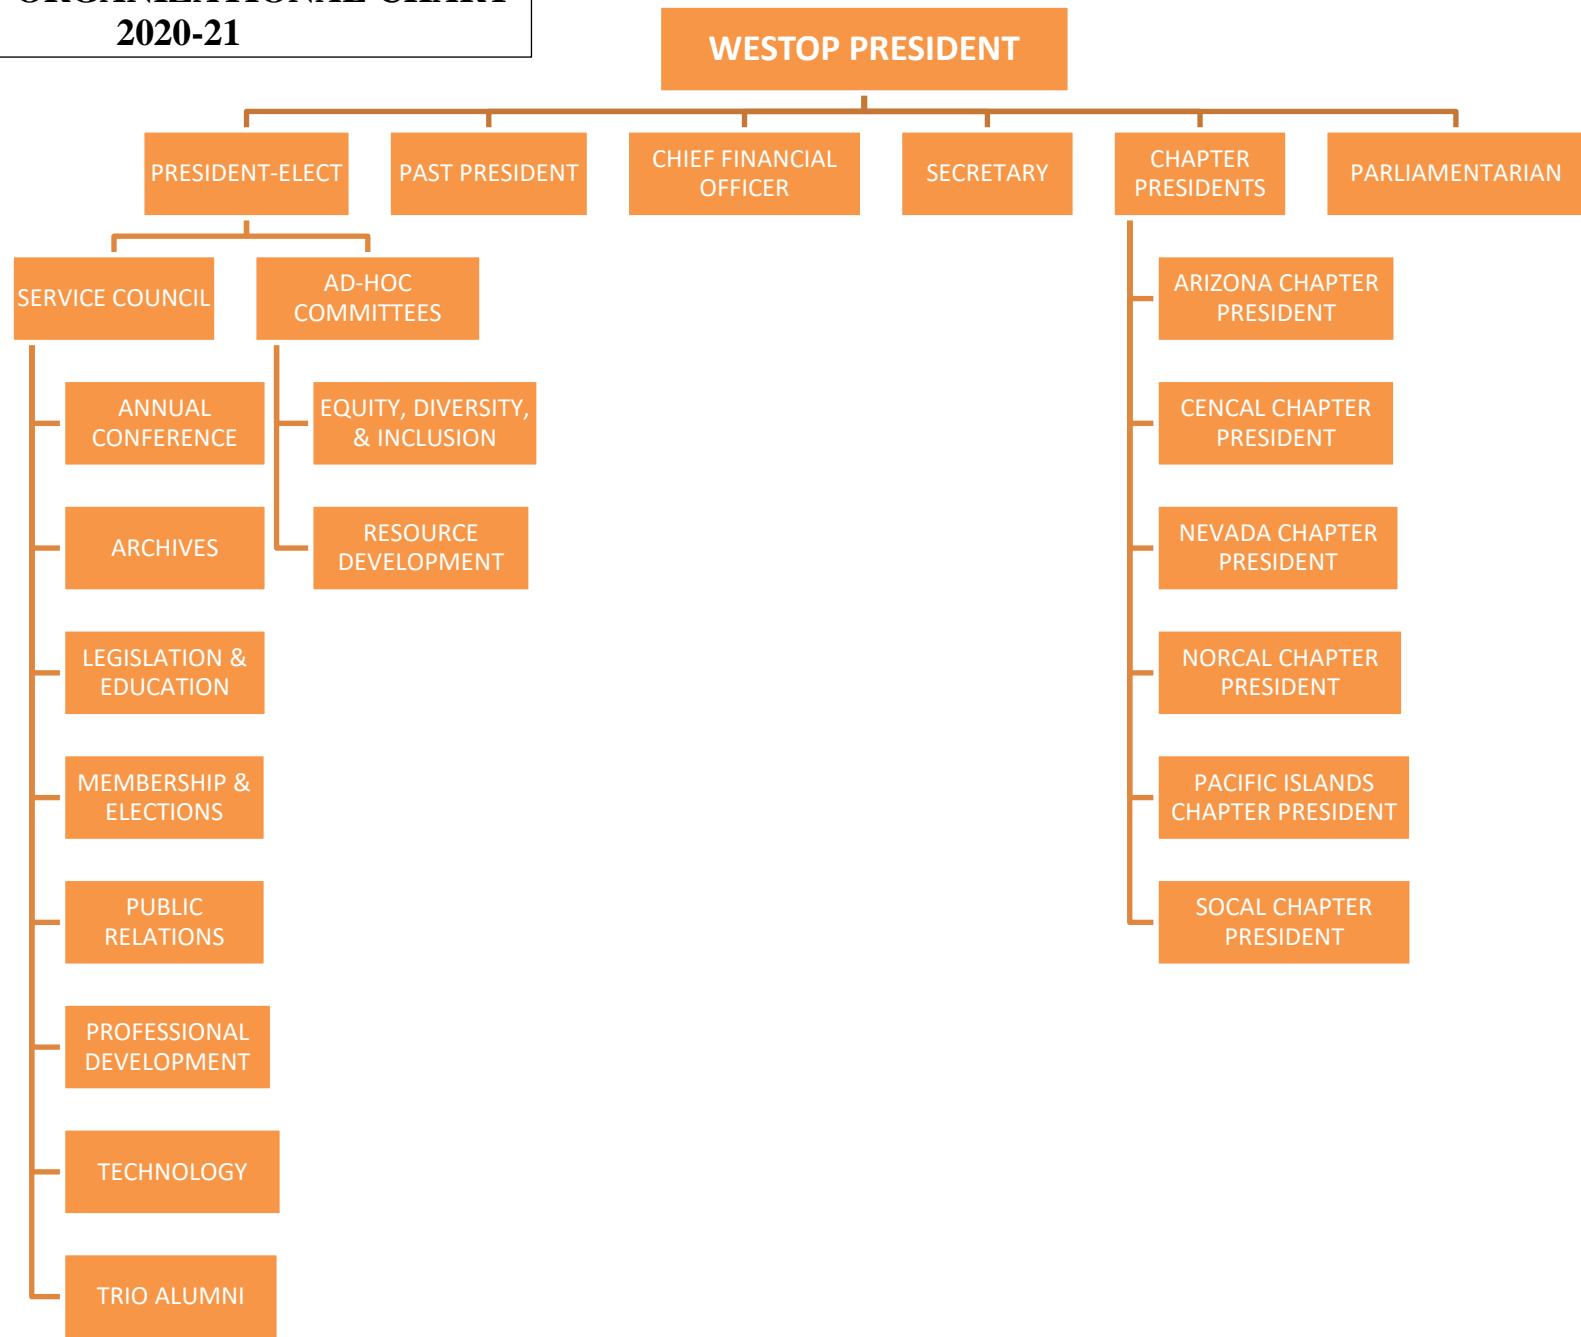 ORGANIZATIONAL CHART
2020-21
WESTOP PRESIDENT
PRESIDENT-ELECT
PAST PRESIDENT
CHIEF FINANCIAL
OFFICER
SECRETARY
CHAPTER
PRESIDENTS
PARLIAMENTARIAN
SERVICE COUNCIL
AD-HOC
COMMITTEES
ANNUAL
CONFERENCE
ARCHIVES
LEGISLATION &
EDUCATION
MEMBERSHIP &
ELECTIONS
PUBLIC
RELATIONS
PROFESSIONAL
DEVELOPMENT
TECHNOLOGY
TRIO ALUMNI
EQUITY, DIVERSITY,
& INCLUSION
RESOURCE
DEVELOPMENT
ARIZONA CHAPTER
PRESIDENT
CENCAL CHAPTER
PRESIDENT
NEVADA CHAPTER
PRESIDENT
NORCAL CHAPTER
PRESIDENT
PACIFIC ISLANDS
CHAPTER PRESIDENT
SOCAL CHAPTER
PRESIDENT